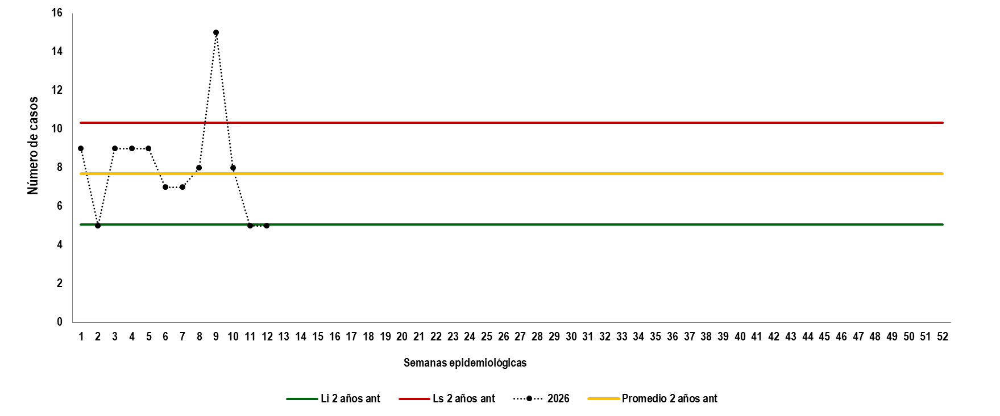 16
14
12
10
8
6
4
2
0
Número de casos
1 2 3 4 5 6 7 8 9 10 11 12 13 14 15 16 17 18 19 20 21 22 23 24 25 26 27 28 29 30 31 32 33 34 35 36 37 38 39 40 41 42 43 44 45 46 47 48 49 50 51 52
Semanas epidemiológicas
Li 2 años ant Ls 2 años ant 2026 Promedio 2 años ant